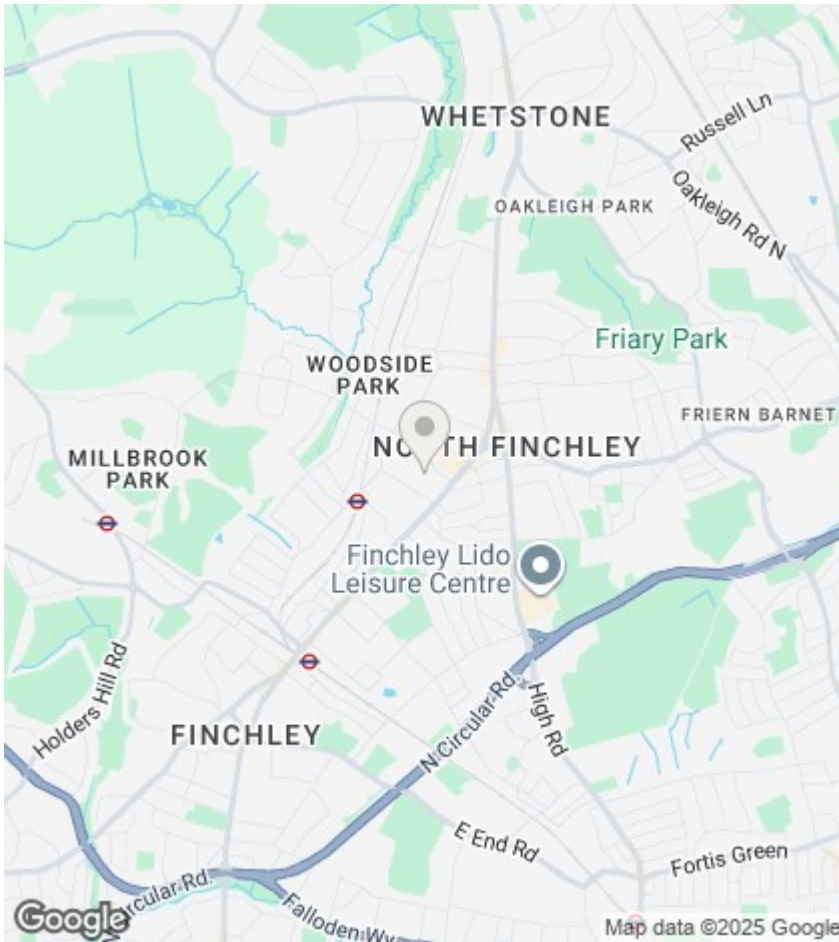 WHETSTONE
Russell Ln
Oakleigh Rd N
OAKLEIGH PARK
Friary Park
WOODSIDE
PARK
FRIERN BARNET
NORTH FINCHLEY
MILLBROOK
PARK
Finchley Lido
Leisure Centre
Holders Hill Rd
N Circular Rd
High Rd
FINCHLEY
E End Rd
Fortis Green
N Circular Rd
Falloden Wy
Google
Map data ©2025 Google